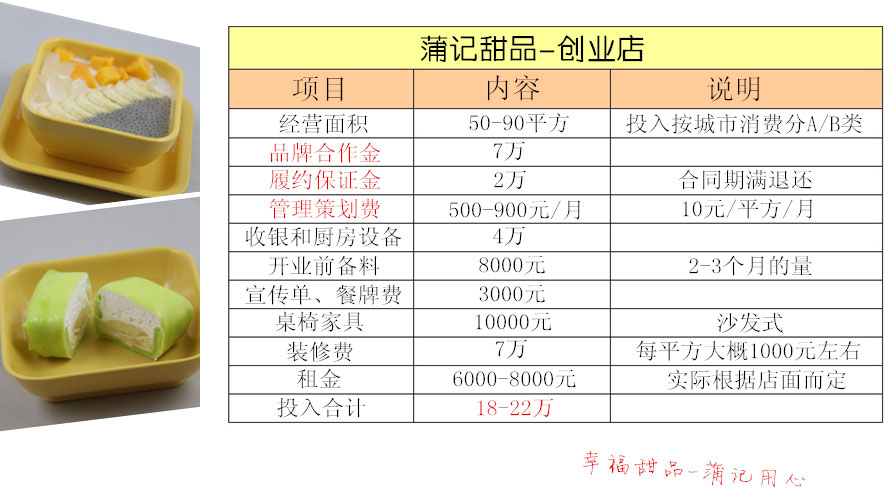 蒲记甜品-创业店
项目 内容 说明
经营面积 50-90平方 投入按城市消费分A/B类
品牌合作金 7万
履约保证金 2万 合同期满退还
管理策划费 500-900元/月 10元/平方/月
收银和厨房设备 4万
开业前备料 8000元 2-3个月的量
宣传单、餐牌费 3000元
桌椅家具 10000元 沙发式
装修费 7万 每平方大概1000元左右
租金 6000-8000元 实际根据店面而定
投入合计 18-22万
幸福甜品-蒲记用心